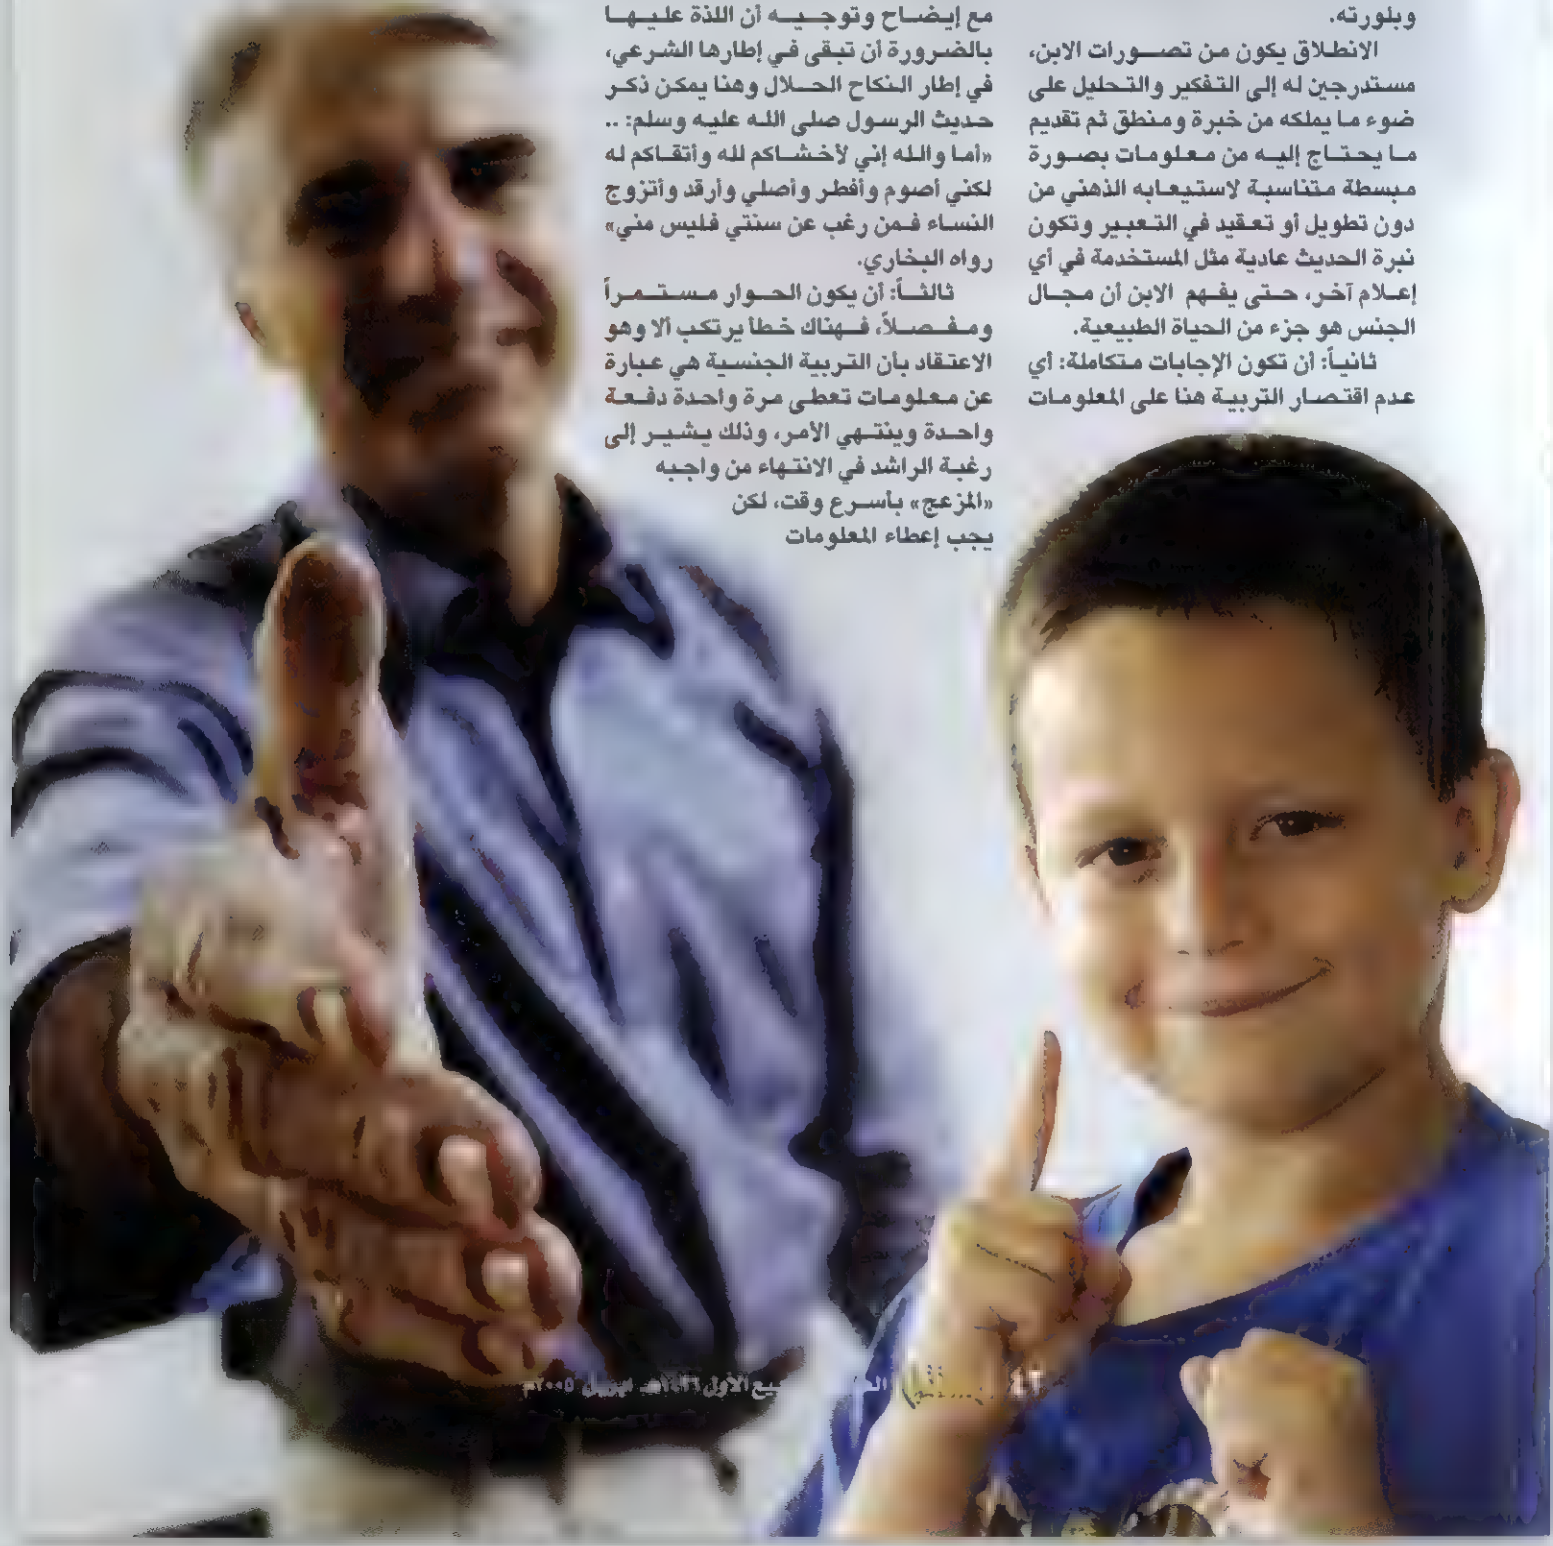 وبلورته.
الانطلاق يكون من تصورات الابن،
مستدرجين له إلى التفكير والتحليل على
ضوء ما يملكه من خبرة ومنطق ثم تقديم
ما يحتاج إليه من معلومات بصورة
مبسطة متناسبة لاستيعابه الذهني من
دون تطويل أو تعقيد في التعبير وتكون
نبرة الحديث عادية مثل المستخدمة في أي
إعلام آخر، حتى يفهم الابن أن مجال
الجنس هو جزء من الحياة الطبيعية.
ثانياً: أن تكون الإجابات متكاملة: أي
عدم اقتصار التربية هنا على المعلومات
مع إيضاح وتوجيه أن اللذة عليها
بالضرورة أن تبقى في إطارها الشرعي،
في إطار النكاح الحلال وهنا يمكن ذكر
حديث الرسول صلى الله عليه وسلم: ..
«أما والله إني لأخشاكم لله وأتقاكم له
لكني أصوم وأفطر وأصلي وأرقد وأتزوج
النساء فمن رغب عن سنتي فليس مني»
رواه البخاري.
ثالثاً: أن يكون الحوار مستمراً
ومفصلاً، فهناك خطأ يرتكب ألا وهو
الاعتقاد بأن التربية الجنسية هي عبارة
عن معلومات تعطى مرة واحدة دفعة
واحدة وينتهي الأمر، وذلك يشير إلى
رغبة الراشد في الانتهاء من واجبه
«المزعج» بأسرع وقت، لكن
يجب إعطاء المعلومات
٤٢ الأول ١٤٢٦هـ ابريل ٢٠٠٥م